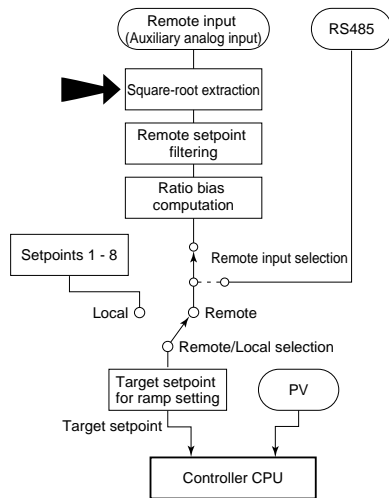 Remote input
(Auxiliary analog input)
RS485
Square-root extraction
Remote setpoint
filtering
Ratio bias
computation
Setpoints 1 - 8
Remote input selection
Local
Remote
Remote/Local selection
Target setpoint
for ramp setting
PV
Target setpoint
Controller CPU